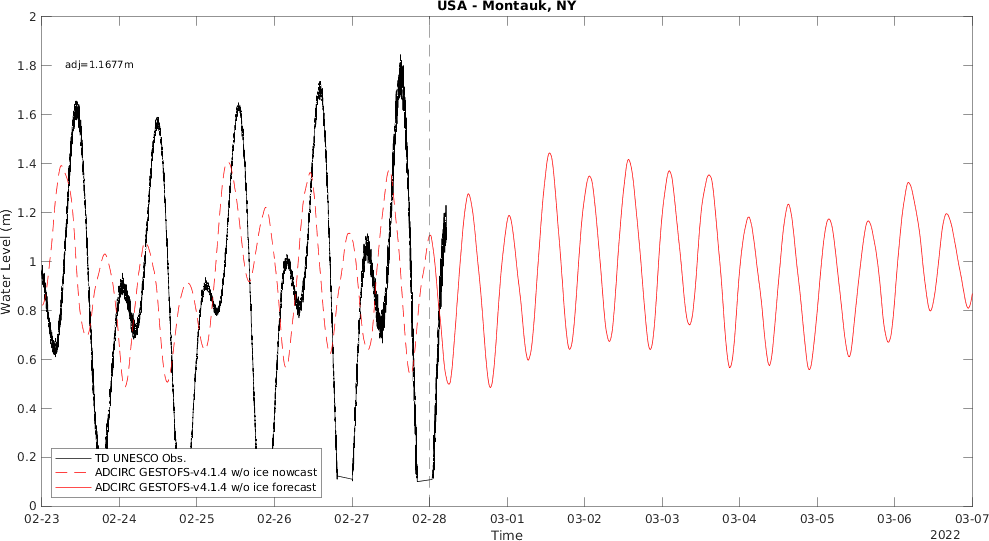 USA - Montauk, NY
2
1.8
1.6
1.4
1.2
1
0.8
0.6
0.4
0.2
0
adj=1.1677m
Water Level (m)
TD UNESCO Obs.
ADCIRC GESTOFS-v4.1.4 w/o ice nowcast
ADCIRC GESTOFS-v4.1.4 w/o ice forecast
02-23 02-24 02-25 02-26 02-27 02-28 03-01 03-02 03-03 03-04 03-05 03-06 03-07
Time
2022